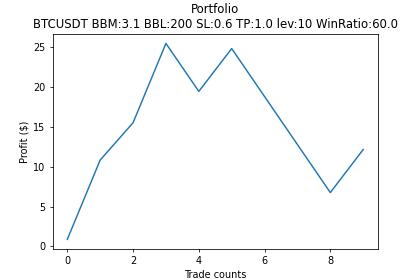 Portfolio
BTCUSDT BBM:3.1 BBL:200 SL:0.6 TP:1.0 lev:10 WinRatio:60.0
25
20
15
10
5
0
Profit ($)
0 2 4 6 8
Trade counts